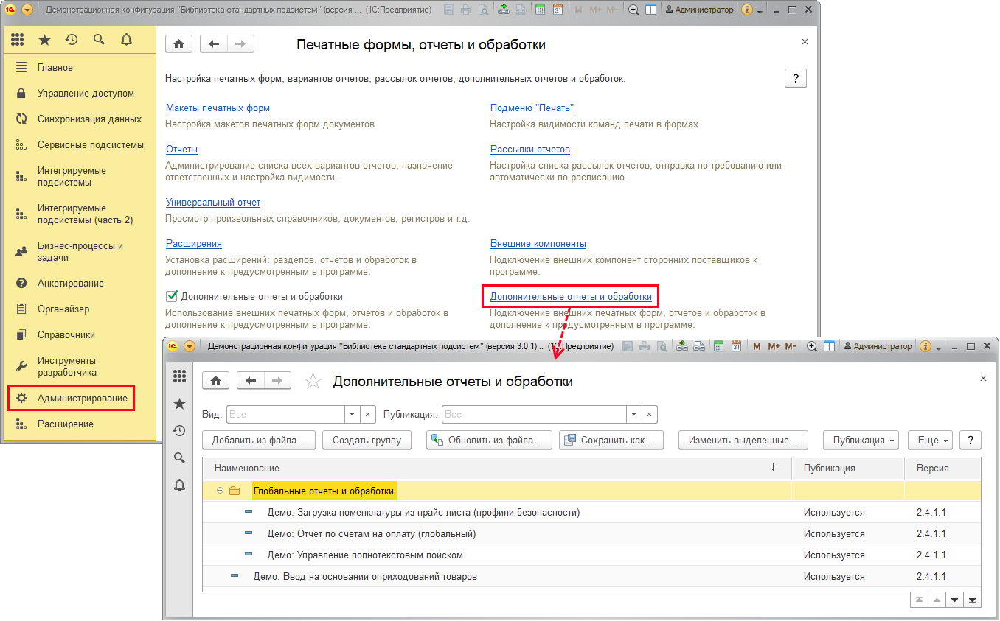 Демонстрационная конфигурация "Библиотека стандартных подсистем" (версия ... (1С:Предприятие)
M M+ M-
Администратор
Главное
Управление доступом
Синхронизация данных
Сервисные подсистемы
Интегрируемые
подсистемы
Интегрируемые
подсистемы (часть 2)
Бизнес-процессы и
задачи
Анкетирование
Органайзер
Справочники
Инструменты
разработчика
Администрирование
Расширение
Печатные формы, отчеты и обработки
Настройка печатных форм, вариантов отчетов, рассылок отчетов, дополнительных отчетов и обработок.
?
Макеты печатных форм
Настройка макетов печатных форм документов.
Подменю "Печать"
Настройка видимости команд печати в формах.
Отчеты
Администрирование списка всех вариантов отчетов, назначение
ответственных и настройка видимости.
Рассылки отчетов
Настройка списка рассылок отчетов, отправка по требованию или
автоматически по расписанию.
Универсальный отчет
Просмотр произвольных справочников, документов, регистров и т.д.
Расширения
Установка расширений: разделов, отчетов и обработок в
дополнение к предусмотренным в программе.
Внешние компоненты
Подключение внешних компонент сторонних поставщиков к
программе.
Дополнительные отчеты и обработки
Использование внешних печатных форм, отчетов и обработок в
дополнение к предусмотренным в программе.
Дополнительные отчеты и обработки
Подключение внешних печатных форм, отчетов и обработок в
дополнение к предусмотренным в программе.
Демонстрационная конфигурация "Библиотека стандартных подсистем" (версия 3.0.1)... (1С:Предприятие)
M M+ M-
Администратор
Дополнительные отчеты и обработки
Вид: Все Публикация: Все
Добавить из файла... Создать группу Обновить из файла... Сохранить как... Изменить выделенные... Публикация Еще ?
Наименование Публикация Версия
Глобальные отчеты и обработки
Демо: Загрузка номенклатуры из прайс-листа (профили безопасности) Используется 2.4.1.1
Демо: Отчет по счетам на оплату (глобальный) Используется 2.4.1.1
Демо: Управление полнотекстовым поиском Используется 2.4.1.1
Демо: Ввод на основании оприходований товаров Используется 2.4.1.1